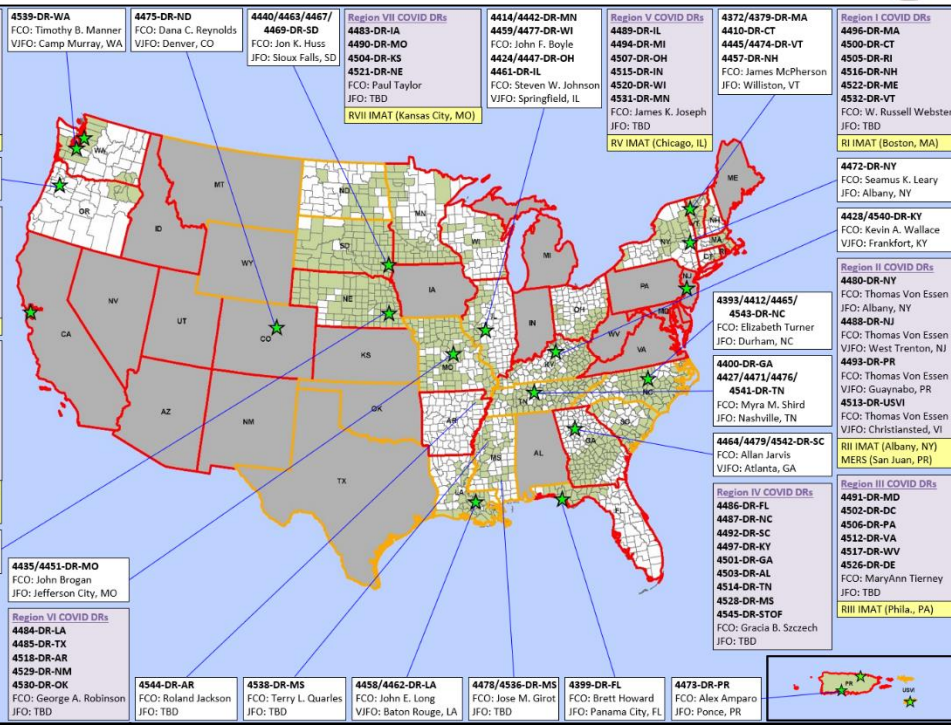 4539-DR-WA
FCO: Timothy B. Manner
VJFO: Camp Murray, WA
4475-DR-ND
FCO: Dana C. Reynolds
VJFO: Denver, CO
4440/4463/4467/
4469-DR-SD
FCO: Jon K. Huss
JFO: Sioux Falls, SD
Region VII COVID DRs
4483-DR-IA
4490-DR-MO
4504-DR-KS
4521-DR-NE
FCO: Paul Taylor
JFO: TBD
RVII IMAT (Kansas City, MO)
4414/4442-DR-MN
4459/4477-DR-WI
FCO: John F. Boyle
4424/4447-DR-OH
4461-DR-IL
FCO: Steven W. Johnson
VJFO: Springfield, IL
Region V COVID DRs
4489-DR-IL
4494-DR-MI
4507-DR-OH
4515-DR-IN
4520-DR-WI
4531-DR-MN
FCO: James K. Joseph
JFO: TBD
RV IMAT (Chicago, IL)
4372/4379-DR-MA
4410-DR-CT
4445/4474-DR-VT
4457-DR-NH
FCO: James McPherson
JFO: Williston, VT
Region I COVID DRs
4496-DR-MA
4500-DR-CT
4505-DR-RI
4516-DR-NH
4522-DR-ME
4532-DR-VT
FCO: W. Russell Webster
JFO: TBD
RI IMAT (Boston, MA)
4472-DR-NY
FCO: Seamus K. Leary
JFO: Albany, NY
4428/4540-DR-KY
FCO: Kevin A. Wallace
VJFO: Frankfort, KY
Region II COVID DRs
4480-DR-NY
FCO: Thomas Von Essen
JFO: Albany, NY
4488-DR-NJ
FCO: Thomas Von Essen
VJFO: West Trenton, NJ
4493-DR-PR
FCO: Thomas Von Essen
VJFO: Guaynabo, PR
4513-DR-USVI
FCO: Thomas Von Essen
VJFO: Christiansted, VI
RII IMAT (Albany, NY)
MERS (San Juan, PR)
4393/4412/4465/
4543-DR-NC
FCO: Elizabeth Turner
JFO: Durham, NC
4400-DR-GA
4427/4471/4476/
4541-DR-TN
FCO: Myra M. Shird
JFO: Nashville, TN
4464/4479/4542-DR-SC
FCO: Allan Jarvis
VJFO: Atlanta, GA
Region IV COVID DRs
4486-DR-FL
4487-DR-NC
4492-DR-SC
4497-DR-KY
4501-DR-GA
4503-DR-AL
4514-DR-TN
4528-DR-MS
4545-DR-STOF
FCO: Gracia B. Szczech
JFO: TBD
Region III COVID DRs
4491-DR-MD
4502-DR-DC
4506-DR-PA
4512-DR-VA
4517-DR-WV
4526-DR-DE
FCO: MaryAnn Tierney
JFO: TBD
RIII IMAT (Phila., PA)
WA
MT
ND
MN
ME
OR
ID
SD
WI
MI
NY
VT
NH
MA
CT
WY
NE
IA
IL
IN
OH
PA
NJ
NV
UT
CO
KS
MO
KY
WV
VA
CA
AZ
NM
OK
AR
TN
NC
SC
TX
LA
MS
AL
GA
FL
4435/4451-DR-MO
FCO: John Brogan
JFO: Jefferson City, MO
Region VI COVID DRs
4484-DR-LA
4485-DR-TX
4518-DR-AR
4529-DR-NM
4530-DR-OK
FCO: George A. Robinson
JFO: TBD
4544-DR-AR
FCO: Roland Jackson
JFO: TBD
4538-DR-MS
FCO: Terry L. Quarles
JFO: TBD
4458/4462-DR-LA
FCO: John E. Long
VJFO: Baton Rouge, LA
4478/4536-DR-MS
FCO: Jose M. Girot
JFO: TBD
4399-DR-FL
FCO: Brett Howard
JFO: Panama City, FL
4473-DR-PR
FCO: Alex Amparo
JFO: Ponce, PR
PR
USVI